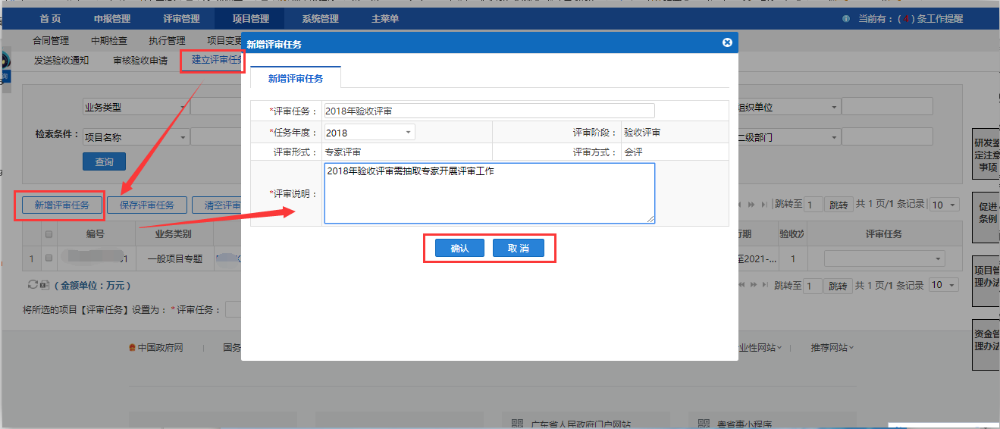 首 页 申报管理 评审管理 项目管理 系统管理 主菜单 当前有：( 4 ) 条工作提醒
合同管理 中期检查 执行管理 项目变更
发送验收通知 审核验收申请 建立评审任务
新增评审任务
新增评审任务
*评审任务： 2018年验收评审
*任务年度： 2018 评审阶段： 验收评审
评审形式： 专家评审 评审方式： 会评
*评审说明： 2018年验收评审需抽取专家开展评审工作
确认 取 消
业务类型 组织单位
检索条件： 项目名称 二级部门
查询
新增评审任务 保存评审任务 清空评审 跳转至 1 跳转 共 1 页/1 条记录 10
编号 业务类别 验收次 评审任务
1 一般项目专题 至2021-... 1
(金额单位：万元) 跳转至 1 跳转 共 1 页/1 条记录 10
将所选的项目【评审任务】设置为： *评审任务：
中国政府网 国务 业性网站 推荐网站
广东省人民政府门户网站 粤省事小程序
研发鉴
定注意
事项
促进
条例
项目管
理办法
资金管
理办法